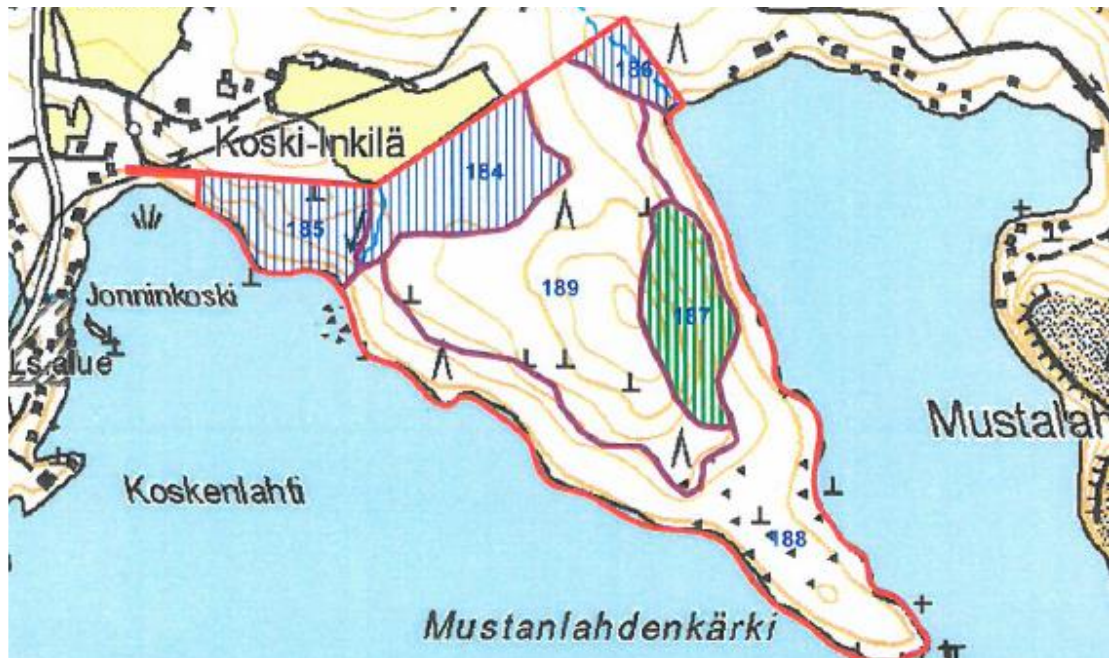 186
Koski-Inkilä
184
185
189
Jonninkoski
187
Ls-alue
Mustalah
Koskenlahti
188
Mustanlahdenkärki